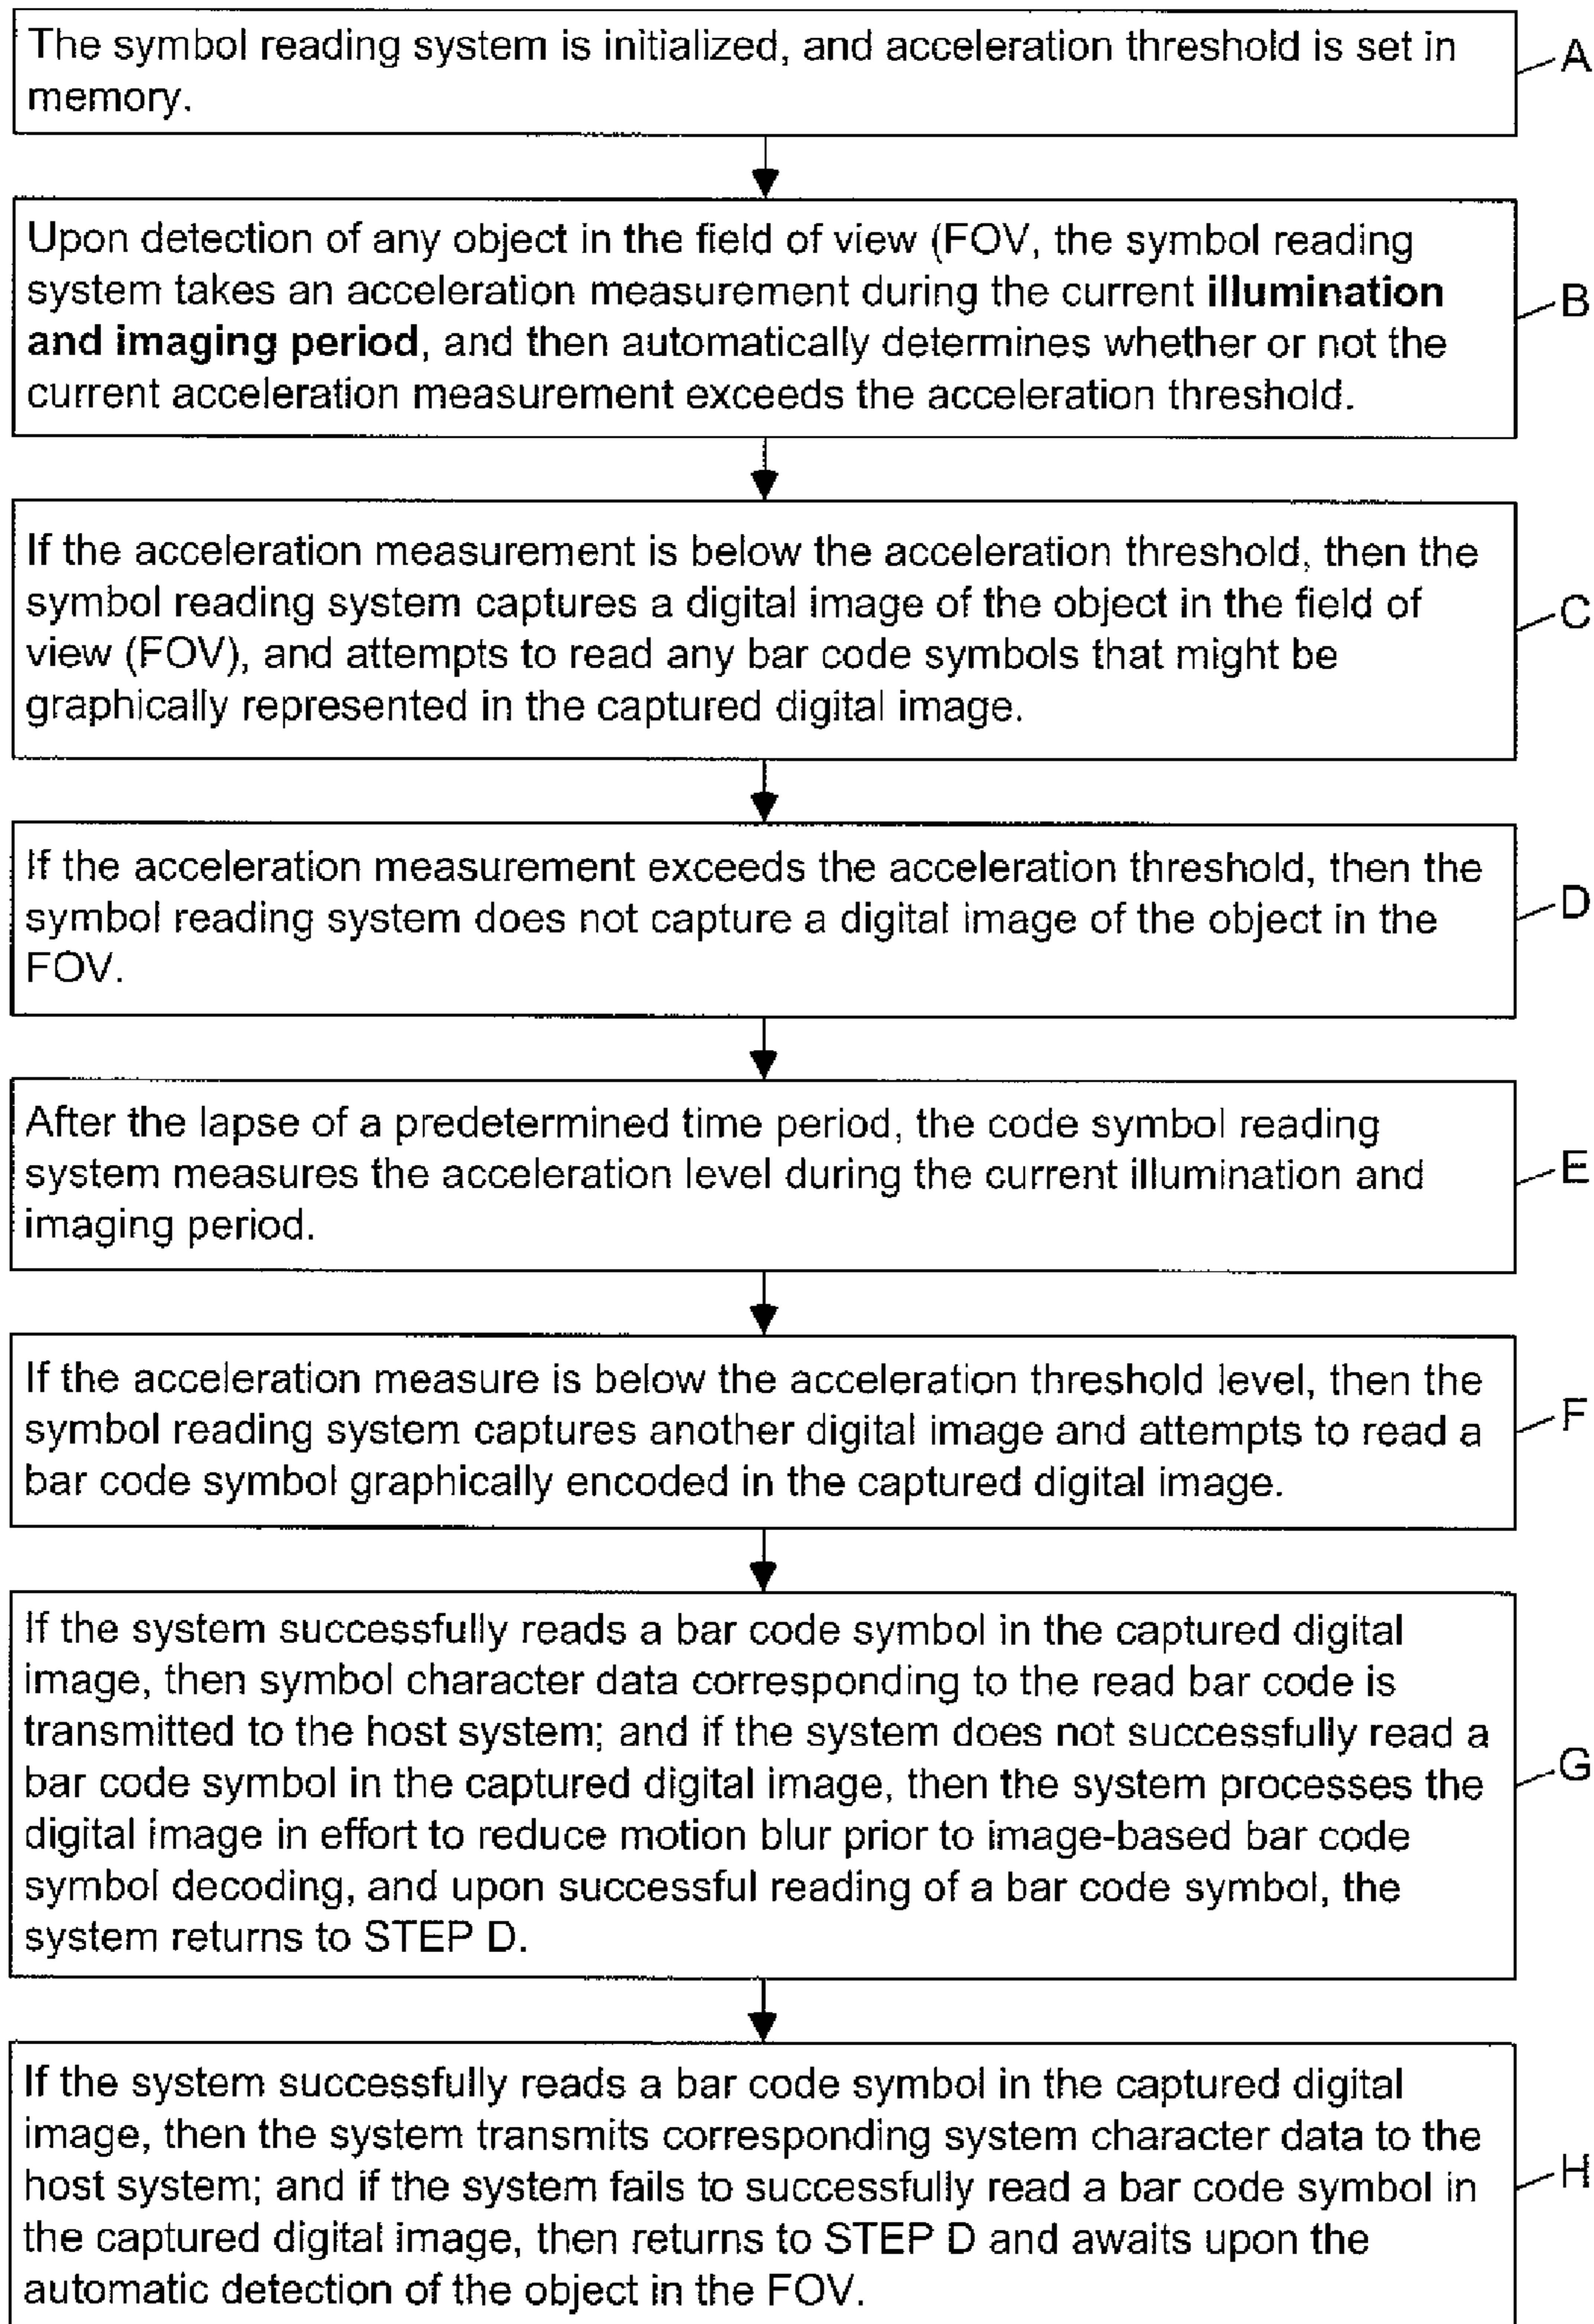 The symbol reading system is initialized, and acceleration threshold is set in
memory.
A
Upon detection of any object in the field of view (FOV, the symbol reading
system takes an acceleration measurement during the current illumination
and imaging period, and then automatically determines whether or not the
current acceleration measurement exceeds the acceleration threshold.
B
If the acceleration measurement is below the acceleration threshold, then the
symbol reading system captures a digital image of the object in the field of
view (FOV), and attempts to read any bar code symbols that might be
graphically represented in the captured digital image.
C
If the acceleration measurement exceeds the acceleration threshold, then the
symbol reading system does not capture a digital image of the object in the
FOV.
D
After the lapse of a predetermined time period, the code symbol reading
system measures the acceleration level during the current illumination and
imaging period.
E
If the acceleration measure is below the acceleration threshold level, then the
symbol reading system captures another digital image and attempts to read a
bar code symbol graphically encoded in the captured digital image.
F
If the system successfully reads a bar code symbol in the captured digital
image, then symbol character data corresponding to the read bar code is
transmitted to the host system; and if the system does not successfully read a
bar code symbol in the captured digital image, then the system processes the
digital image in effort to reduce motion blur prior to image-based bar code
symbol decoding, and upon successful reading of a bar code symbol, the
system returns to STEP D.
G
If the system successfully reads a bar code symbol in the captured digital
image, then the system transmits corresponding system character data to the
host system; and if the system fails to successfully read a bar code symbol in
the captured digital image, then returns to STEP D and awaits upon the
automatic detection of the object in the FOV.
H